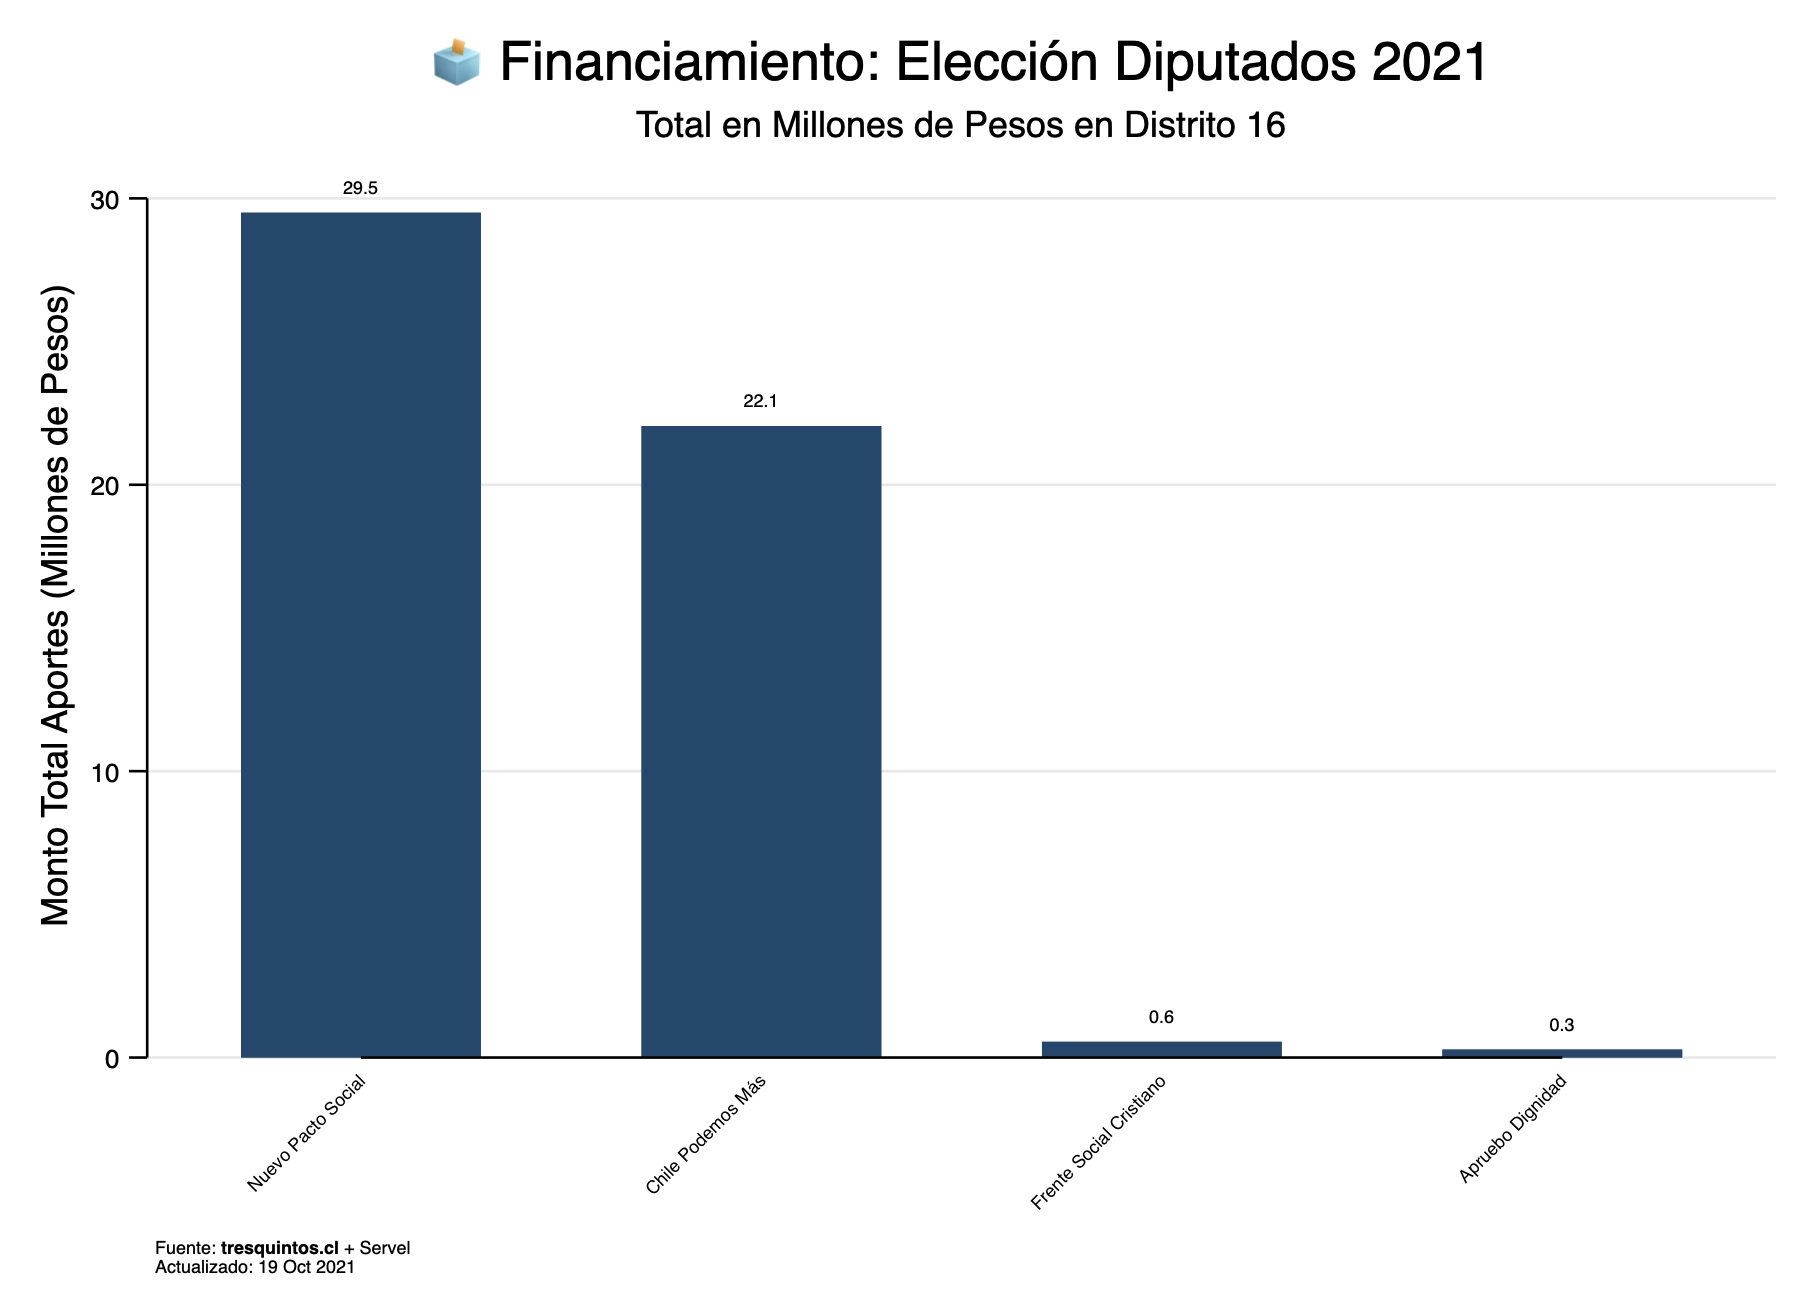 🗳️ Financiamiento: Elección Diputados 2021
Total en Millones de Pesos en Distrito 16
Monto Total Aportes (Millones de Pesos)
30
20
10
0
29.5
22.1
0.6
0.3
Nuevo Pacto Social
Chile Podemos Más
Frente Social Cristiano
Apruebo Dignidad
Fuente: tresquintos.cl + Servel
Actualizado: 19 Oct 2021